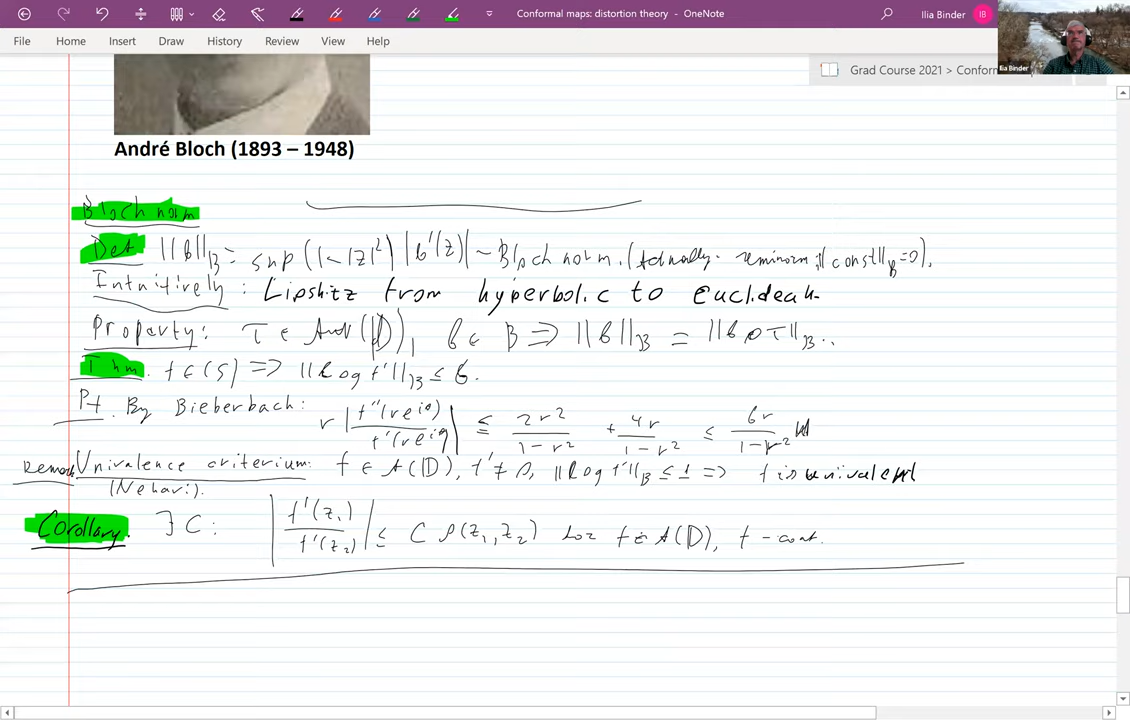 Conformal maps: distortion theory - OneNote
Ilia Binder
IB
File Home Insert Draw History Review View Help
Grad Course 2021 > Conform
Ilia Binder
André Bloch (1893 – 1948)
Bloch norm
Def ||b||_B = sup (1-|z|²) |b'(z)| ~ Bloch norm. (Actually - seminorm, ||const||_B = 0).
Intuitively: Lipshitz from hyperbolic to Euclidean.
Property: τ ∈ Aut(𝔻), b ∈ B ⟹ ||b||_B = ||b∘τ||_B.
Thm. f ∈ (S) ⟹ ||log f'||_B ≤ 6.
Pf. By Bieberbach: r |f''(re^{iθ})/f'(re^{iθ})| ≤ 2r²/(1-r²) + 4r/(1-r²) ≤ 6r/(1-r²)
Remark Univalence criterium: f ∈ A(𝔻), f' ≠ 0, ||log f'||_B ≤ 1 ⟹ f is univalent
(Nehari).
Corollary. ∃ C: |f'(z₁)/f'(z₂)| ≤ C ρ(z₁,z₂) for f ∈ A(𝔻), f - conf.